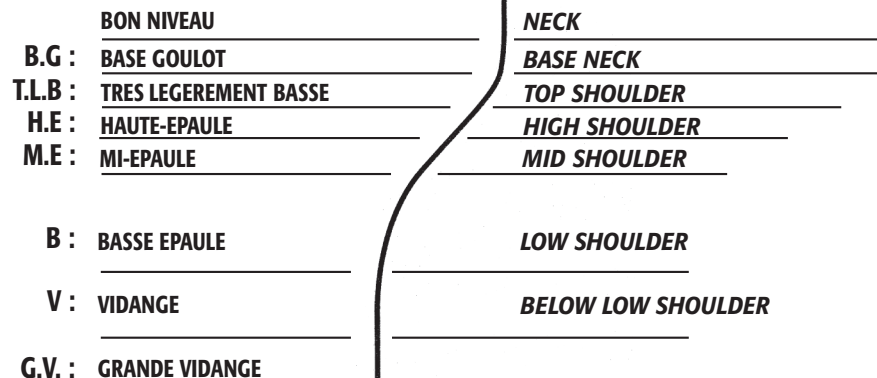 BON NIVEAU NECK
B.G : BASE GOULOT BASE NECK
T.L.B : TRES LEGEREMENT BASSE TOP SHOULDER
H.E : HAUTE-EPAULE HIGH SHOULDER
M.E : MI-EPAULE MID SHOULDER
B : BASSE EPAULE LOW SHOULDER
V : VIDANGE BELOW LOW SHOULDER
G.V. : GRANDE VIDANGE